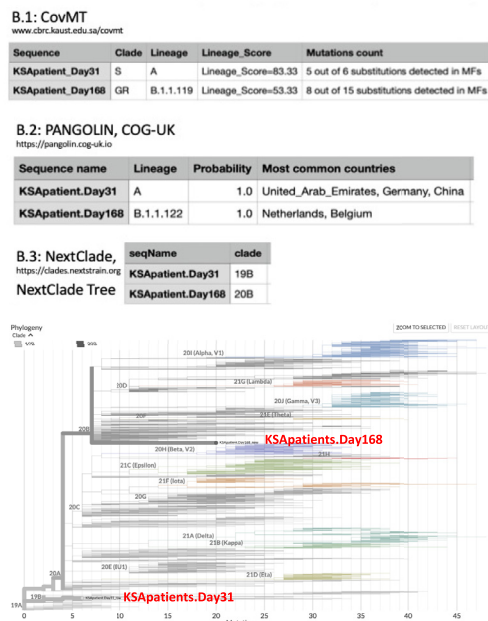 B.1: CovMT
www.cbrc.kaust.edu.sa/covmt
Sequence Clade Lineage Lineage_Score Mutations count
KSApatient_Day31 S A Lineage_Score=83.33 5 out of 6 substitutions detected in MFs
KSApatient_Day168 GR B.1.1.119 Lineage_Score=53.33 8 out of 15 substitutions detected in MFs
B.2: PANGOLIN, COG-UK
https://pangolin.cog-uk.io
Sequence name Lineage Probability Most common countries
KSApatient.Day31 A 1.0 United_Arab_Emirates, Germany, China
KSApatient.Day168 B.1.1.122 1.0 Netherlands, Belgium
B.3: NextClade,
https://clades.nextstrain.org
NextClade Tree
seqName clade
KSApatient.Day31 19B
KSApatient.Day168 20B
Phylogeny
Clade
ZOOM TO SELECTED RESET LAYOU
20I (Alpha, V1)
21G (Lambda)
20D
20J (Gamma, V3)
20F
21E (Theta)
20B
KSApatients.Day168
20H (Beta, V2)
21H
21C (Epsilon)
21F (Iota)
20G
20C
21A (Delta)
21B (Kappa)
20E (EU1)
20A
21D (Eta)
19B
KSApatients.Day31
19A
0 5 10 15 20 25 30 35 40 45